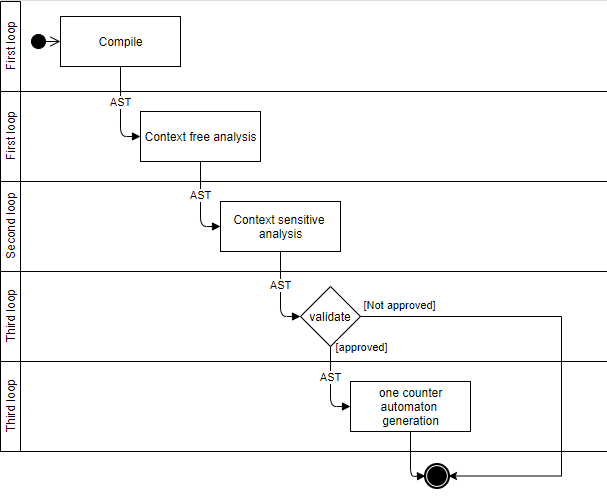 First loop
Compile
AST
First loop
Context free analysis
AST
Second loop
Context sensitive
analysis
AST
Third loop
validate
[Not approved]
[approved]
AST
Third loop
one counter
automaton
generation